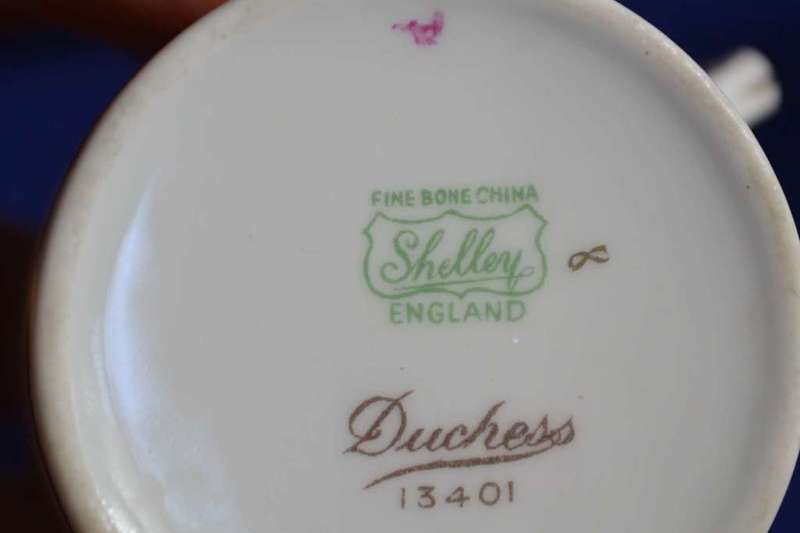 FINE BONE CHINA
Shelley
ENGLAND
Duchess
13401